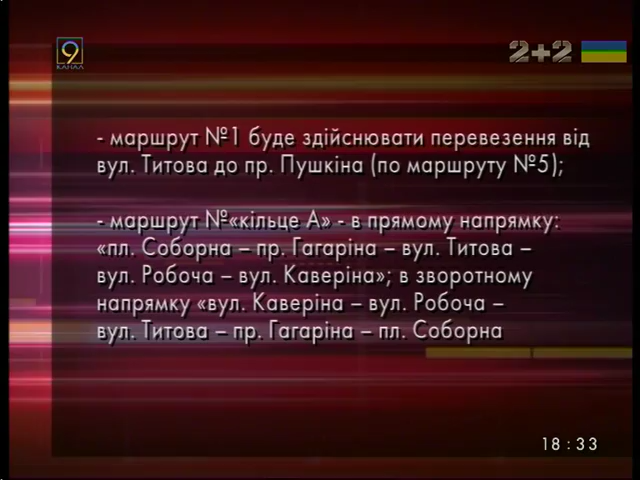 9
КАНАЛ
2+2
- маршрут №1 буде здійснювати перевезення від
вул. Титова до пр. Пушкіна (по маршруту №5);
- маршрут №«кільце А» - в прямому напрямку:
«пл. Соборна – пр. Гагаріна – вул. Титова –
вул. Робоча – вул. Каверіна»; в зворотному
напрямку «вул. Каверіна – вул. Робоча –
вул. Титова – пр. Гагаріна – пл. Соборна
18:33